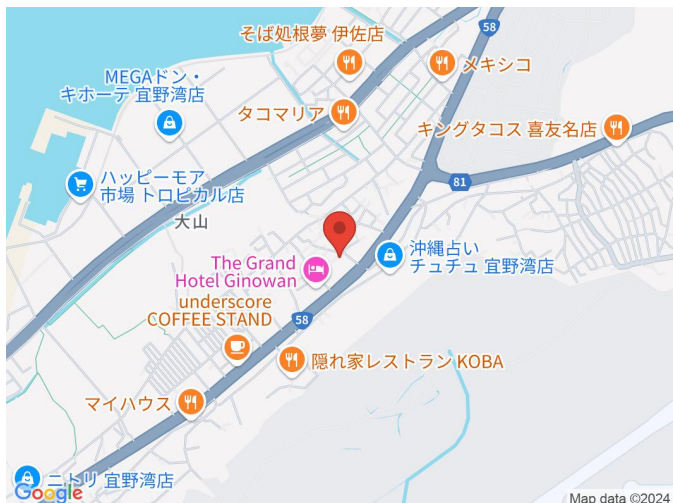 そば処根夢 伊佐店
58
MEGAドン・
キホーテ 宜野湾店
メキシコ
タコマリア
キングタコス 喜友名店
ハッピーモア
市場 トロピカル店
81
大山
The Grand
Hotel Ginowan
沖縄占い
チュチュ 宜野湾店
underscore
COFFEE STAND
58
隠れ家レストラン KOBA
マイハウス
58
ニトリ 宜野湾店
Google
Map data ©2024